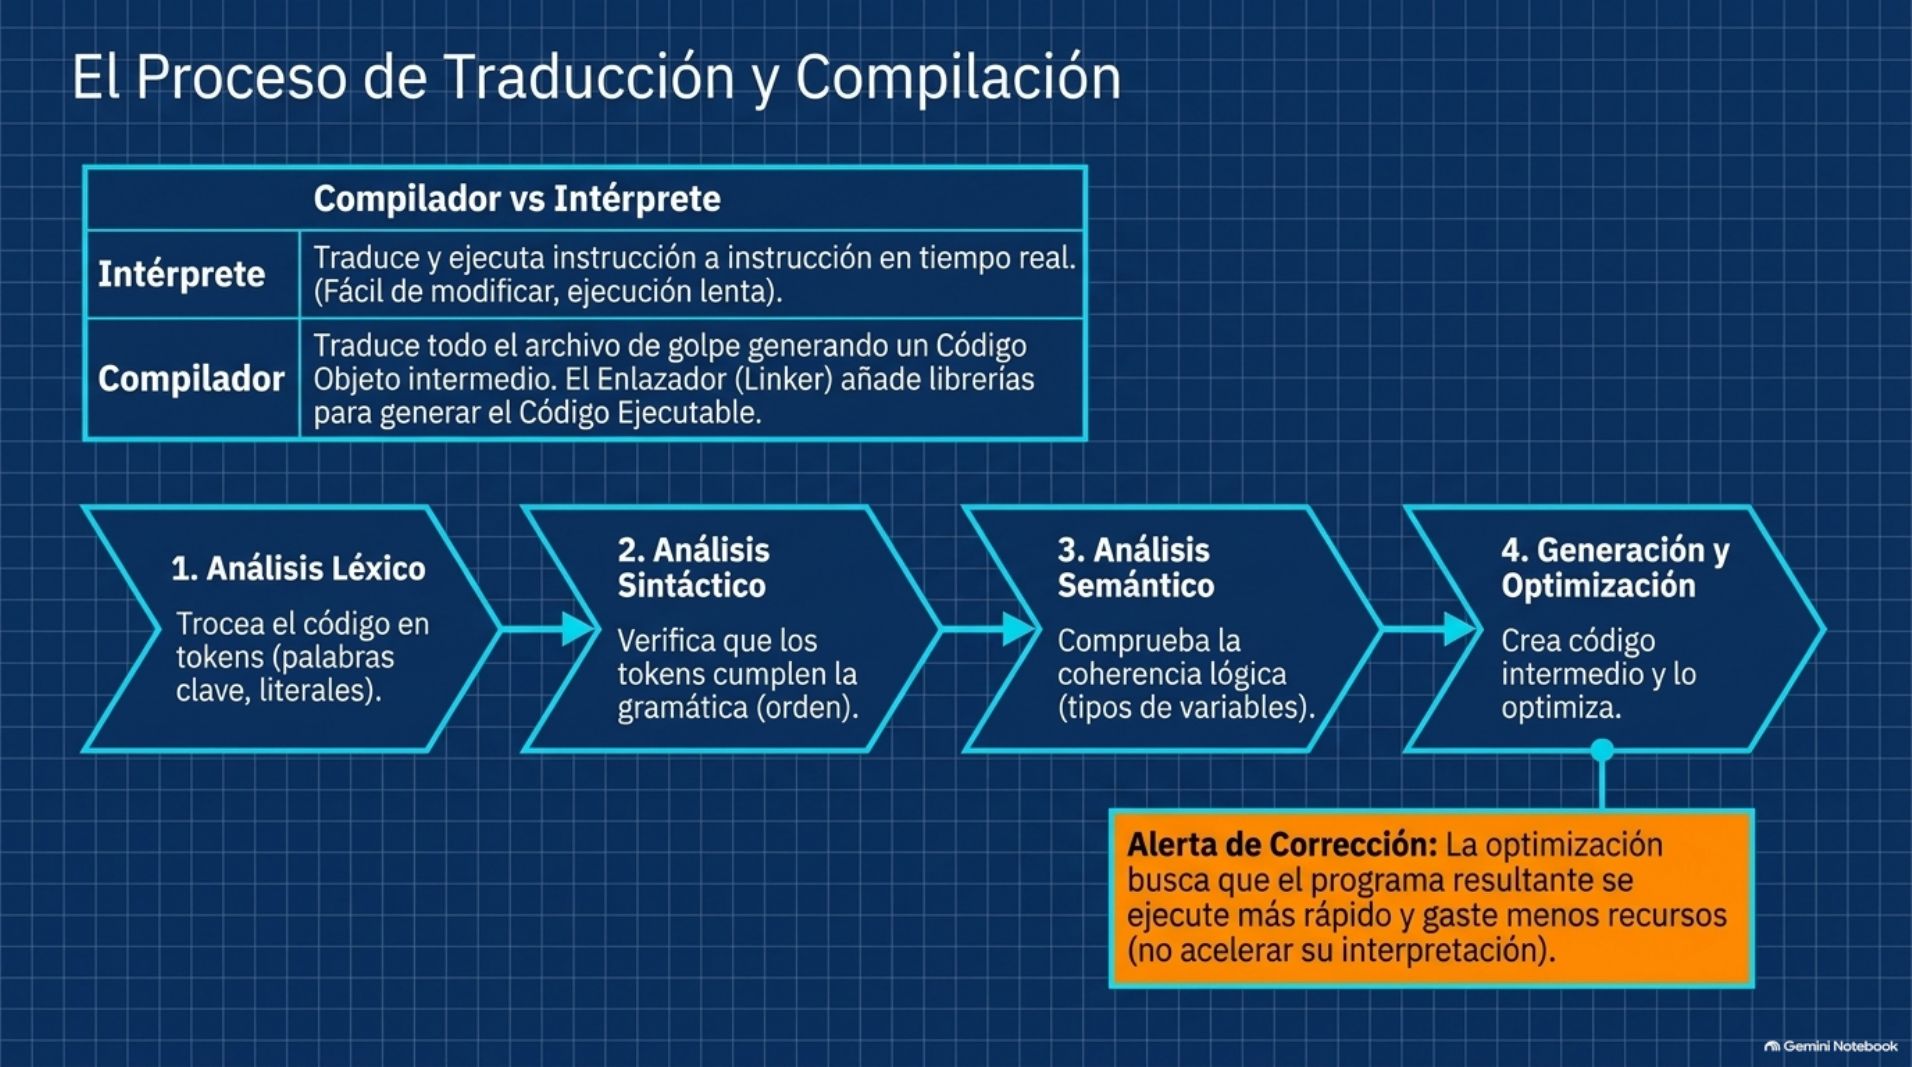 El Proceso de Traducción y Compilación
Compilador vs Intérprete
Intérprete
Traduce y ejecuta instrucción a instrucción en tiempo real.
(Fácil de modificar, ejecución lenta).
Compilador
Traduce todo el archivo de golpe generando un Código
Objeto intermedio. El Enlazador (Linker) añade librerías
para generar el Código Ejecutable.
1. Análisis Léxico
Trocea el código en
tokens (palabras
clave, literales).
2. Análisis
Sintáctico
Verifica que los
tokens cumplen la
gramática (orden).
3. Análisis
Semántico
Comprueba la
coherencia lógica
(tipos de variables).
4. Generación y
Optimización
Crea código
intermedio y lo
optimiza.
Alerta de Corrección: La optimización
busca que el programa resultante se
ejecute más rápido y gaste menos recursos
(no acelerar su interpretación).
Gemini Notebook